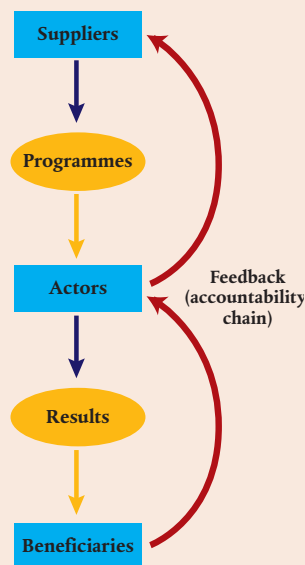 Suppliers
Programmes
Actors
Feedback
(accountability
chain)
Results
Beneficiaries